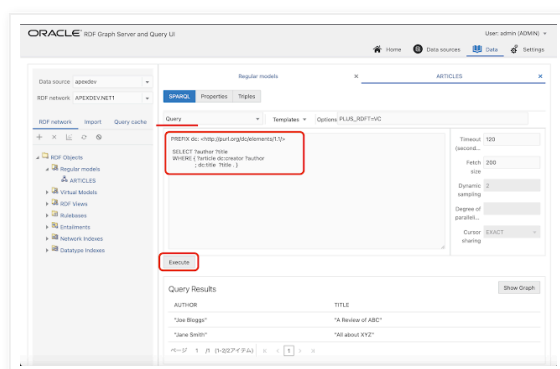 ORACLE RDF Graph Server and Query UI
User: admin (ADMIN)
Home Data sources Data Settings
Data source apexdev
RDF network APEXDEV.NET1
RDF network Import Query cache
RDF Objects
Regular models
ARTICLES
Virtual Models
RDF Views
Rulebases
Entailments
Network Indexes
Datatype Indexes
Regular models × ARTICLES ×
SPARQL Properties Triples
Query Templates Options PLUS_RDFT=VC
PREFIX dc: <http://purl.org/dc/elements/1.1/>
SELECT ?author ?title
WHERE { ?article dc:creator ?author
; dc:title ?title . }
Timeout (second... 120
Fetch size 200
Dynamic sampling 2
Degree of paralleli...
Cursor sharing EXACT
Execute
Query Results
Show Graph
AUTHOR TITLE
"Joe Bloggs" "A Review of ABC"
"Jane Smith" "All about XYZ"
ページ 1 /1 (1-2/2アイテム) K < 1 > X